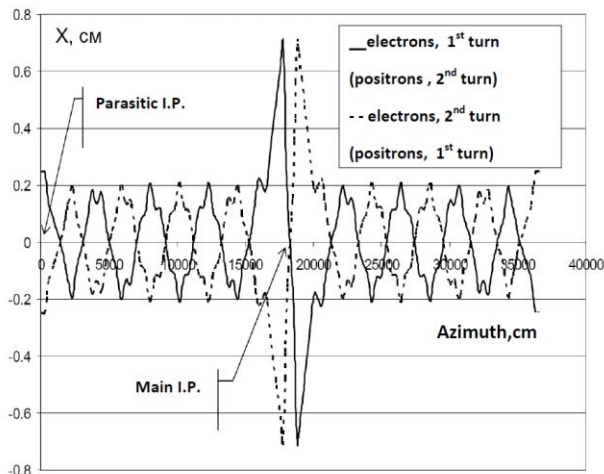 0.8
X, см
electrons, 1st turn
(positrons , 2nd turn)
-- electrons, 2nd turn
(positrons, 1st turn)
0.6
Parasitic I.P.
0.4
0.2
0
0 5000 10000 15000 20000 25000 30000 35000 40000
-0.2
Azimuth,cm
-0.4
Main I.P.
-0.6
-0.8